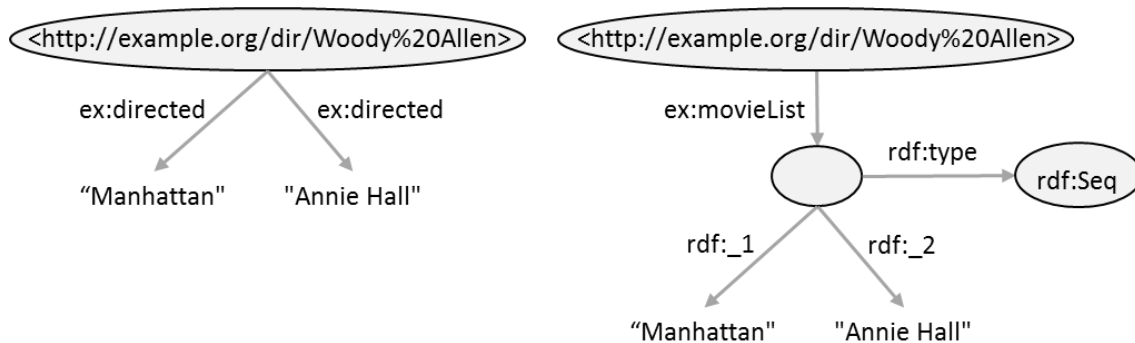 <http://example.org/dir/Woody%20Allen>
ex:directed ex:directed
“Manhattan" "Annie Hall"
<http://example.org/dir/Woody%20Allen>
ex:movieList
rdf:type
rdf:Seq
rdf:_1 rdf:_2
“Manhattan" "Annie Hall"